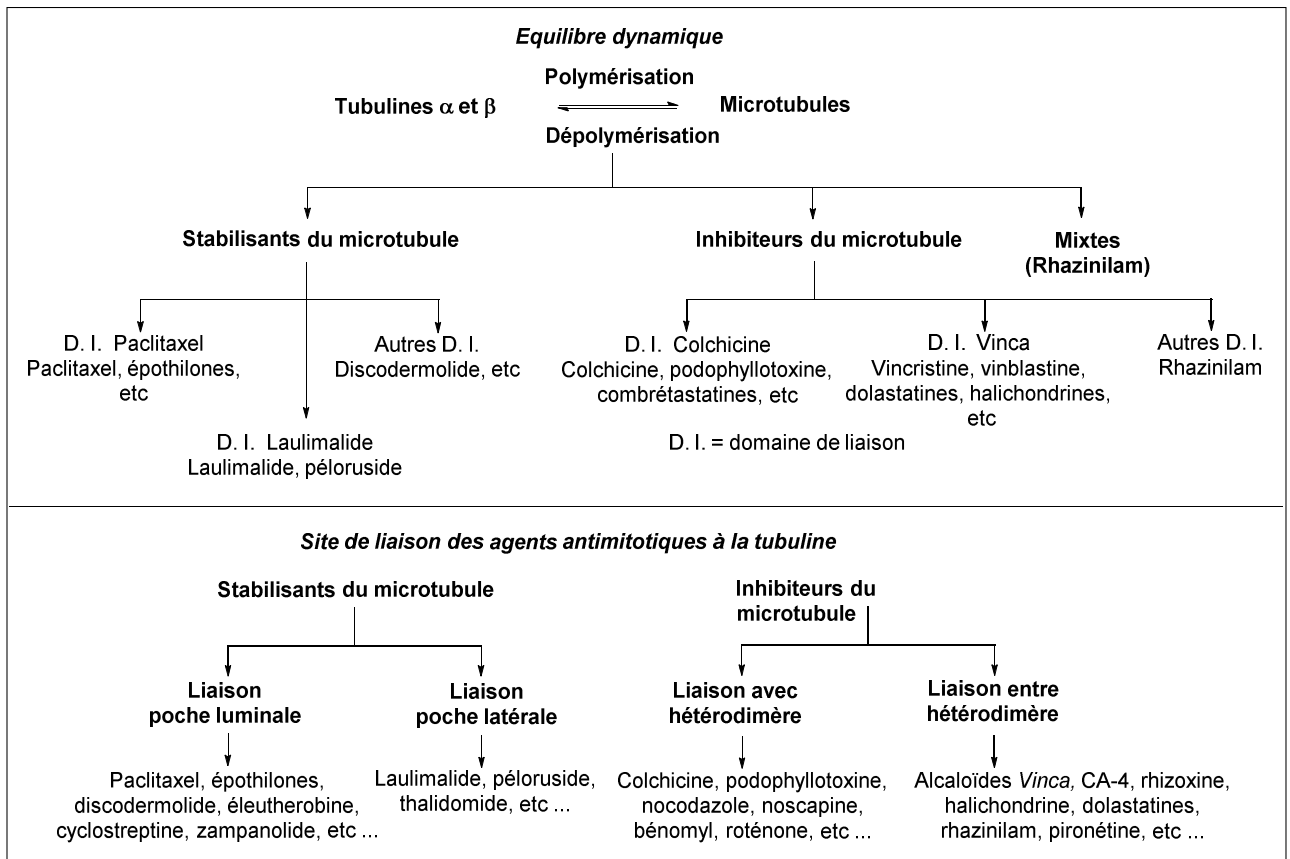 Equilibre dynamique
Polymérisation
Tubulines α et β
Microtubules
Dépolymérisation
Stabilisants du microtubule
Inhibiteurs du microtubule
Mixtes
(Rhazinilam)
D. I. Paclitaxel
Paclitaxel, épothilones,
etc
Autres D. I.
Discodermolide, etc
D. I. Colchicine
Colchicine, podophyllotoxine,
combrétastatines, etc
D. I. Vinca
Vincristine, vinblastine,
dolastatines, halichondrines,
etc
Autres D. I.
Rhazinilam
D. I. Laulimalide
Laulimalide, péloruside
D. I. = domaine de liaison
Site de liaison des agents antimitotiques à la tubuline
Stabilisants du microtubule
Inhibiteurs du
microtubule
Liaison
poche luminale
Liaison
poche latérale
Liaison avec
hétérodimère
Liaison entre
hétérodimère
Paclitaxel, épothilones,
discodermolide, éleutherobine,
cyclostreptine, zampanolide, etc ...
Laulimalide, péloruside,
thalidomide, etc ...
Colchicine, podophyllotoxine,
nocodazole, noscapine,
bénomyl, roténone, etc ...
Alcaloïdes Vinca, CA-4, rhizoxine,
halichondrine, dolastatines,
rhazinilam, pironétine, etc ...